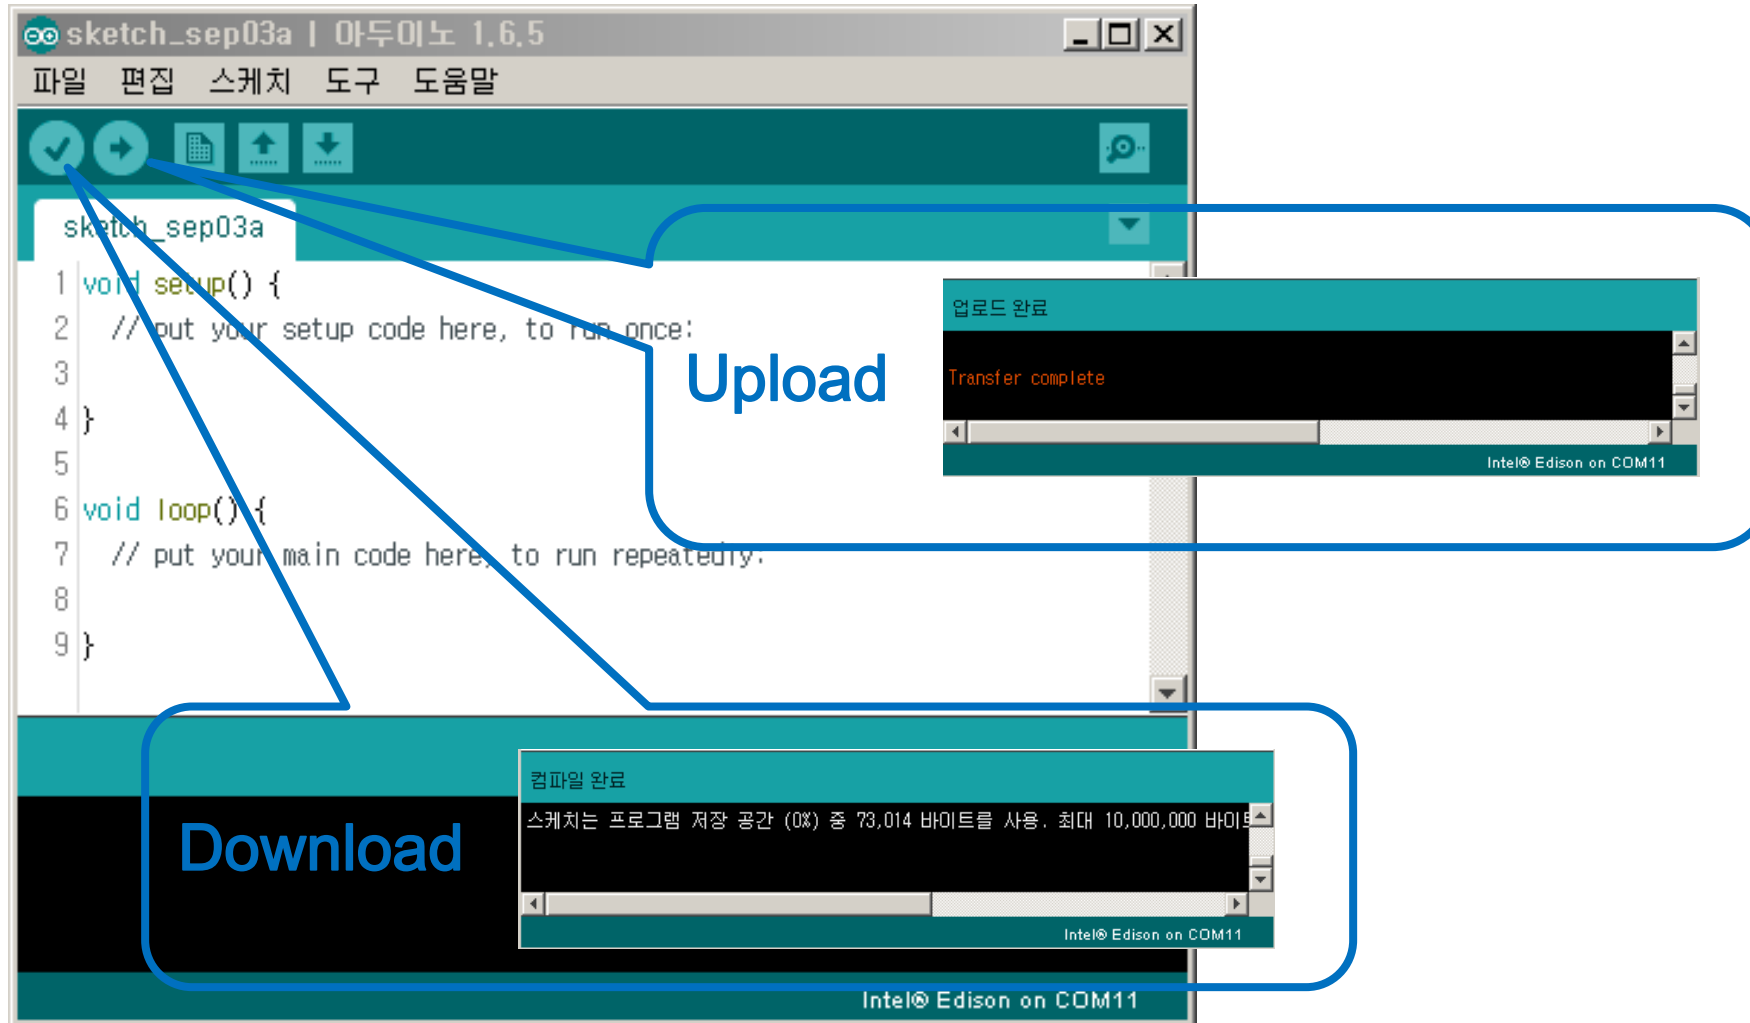 sketch_sep03a | 아두이노 1.6.5
파일 편집 스케치 도구 도움말
sketch_sep03a
1 void setup() {
2 // put your setup code here, to run once:
3
4 }
5
6 void loop() {
7 // put your main code here, to run repeatedly:
8
9 }
Upload
업로드 완료
Transfer complete
Intel® Edison on COM11
Download
컴파일 완료
스케치는 프로그램 저장 공간 (0%) 중 73,014 바이트를 사용. 최대 10,000,000 바이트
Intel® Edison on COM11
Intel® Edison on COM11